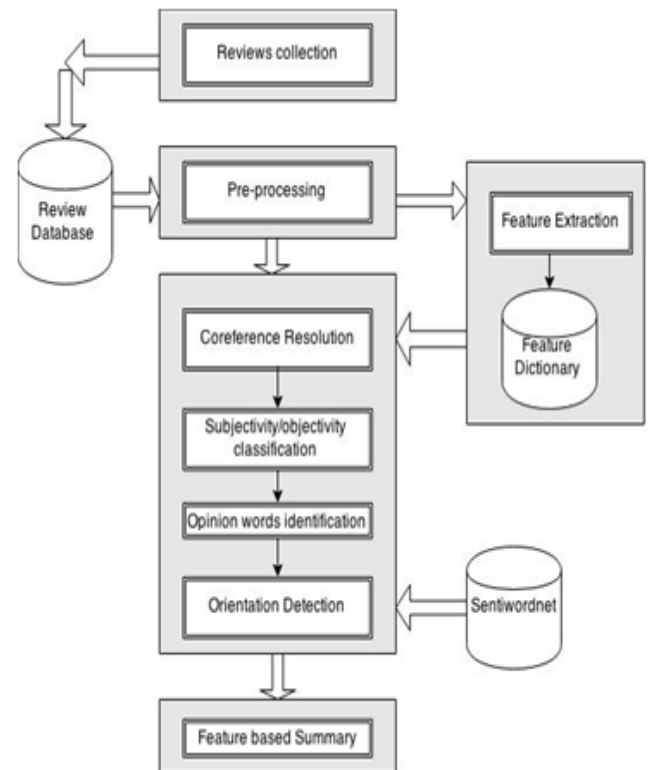 Reviews collection
Review
Database
Pre-processing
Feature Extraction
Feature
Dictionary
Coreference Resolution
Subjectivity/objectivity
classification
Opinion words identification
Orientation Detection
Sentiwordnet
Feature based Summary